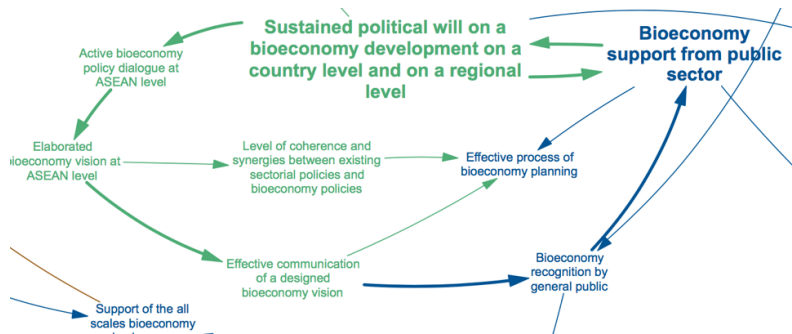 Sustained political will on a
bioeconomy development on a
country level and on a regional
level
Bioeconomy
support from public
sector
Active bioeconomy
policy dialogue at
ASEAN level
Elaborated
bioeconomy vision at
ASEAN level
Level of coherence and
synergies between existing
sectorial policies and
bioeconomy policies
Effective process of
bioeconomy planning
Effective communication
of a designed
bioeconomy vision
Bioeconomy
recognition by
general public
Support of the all
scales bioeconomy